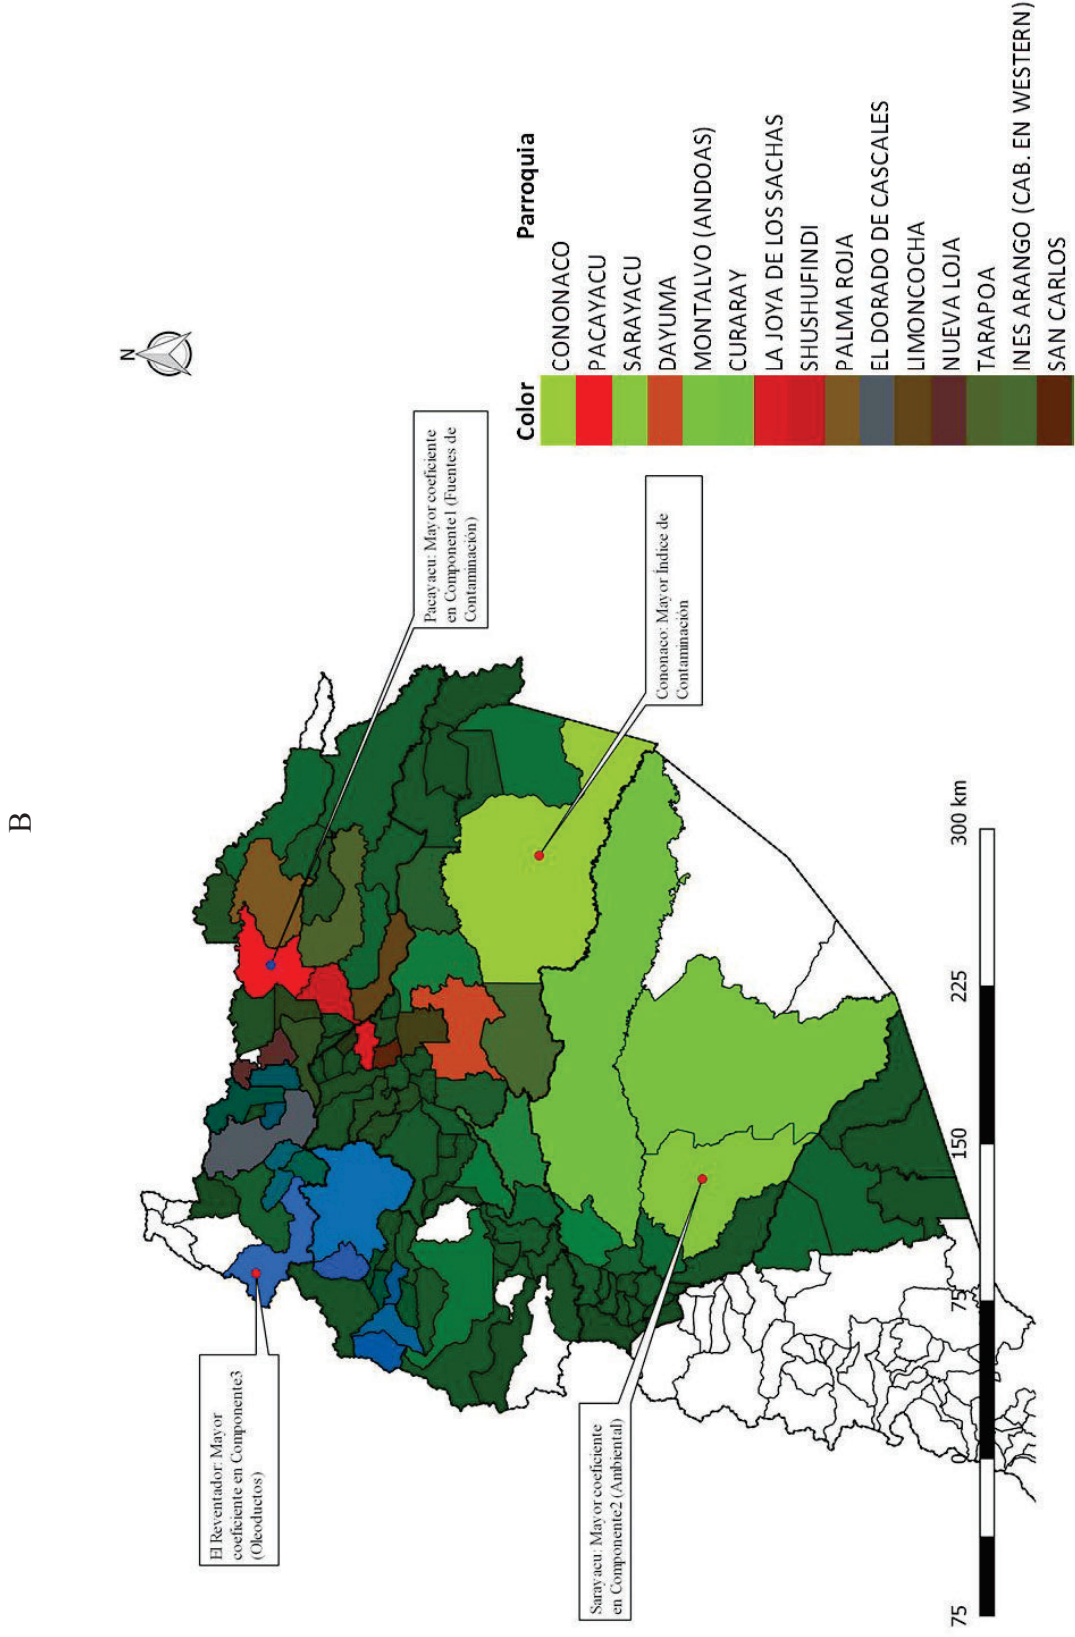 B
N
El Reventador: Mayor
coeficiente en Componente3
(Oleoductos)
Pacayacu: Mayor coeficiente
en Componente1 (Fuentes de
Contaminación)
Sarayacu: Mayor coeficiente
en Componente2 (Ambiental)
Cononaco: Mayor Índice de
Contaminación
75 0 75 150 225 300 km
Color Parroquia
CONONACO
PACAYACU
SARAYACU
DAYUMA
MONTALVO (ANDOAS)
CURARAY
LA JOYA DE LOS SACHAS
SHUSHUFINDI
PALMA ROJA
EL DORADO DE CASCALES
LIMONCOCHA
NUEVA LOJA
TARAPOA
INES ARANGO (CAB. EN WESTERN)
SAN CARLOS